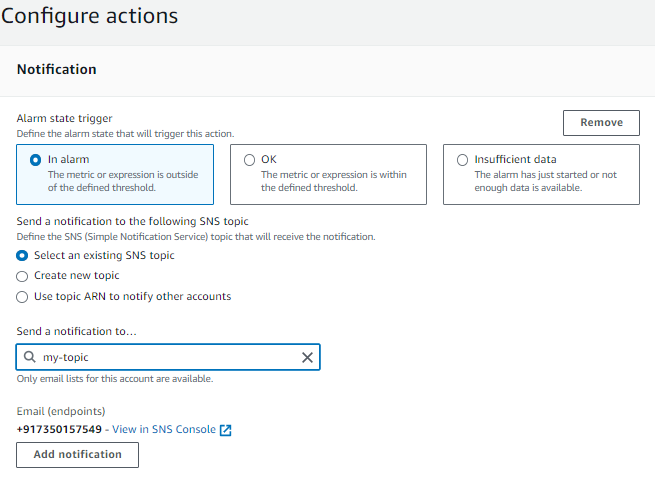 Configure actions
Notification
Alarm state trigger
Define the alarm state that will trigger this action.
Remove
In alarm
The metric or expression is outside
of the defined threshold.
OK
The metric or expression is within
the defined threshold.
Insufficient data
The alarm has just started or not
enough data is available.
Send a notification to the following SNS topic
Define the SNS (Simple Notification Service) topic that will receive the notification.
Select an existing SNS topic
Create new topic
Use topic ARN to notify other accounts
Send a notification to…
my-topic
Only email lists for this account are available.
Email (endpoints)
+917350157549 - View in SNS Console
Add notification